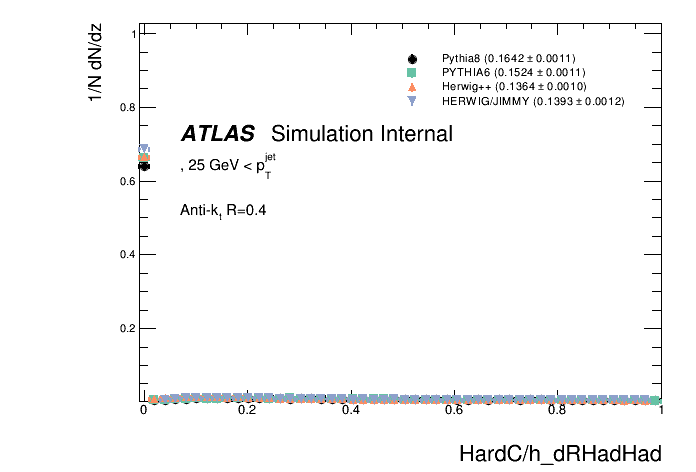 1/N dN/dz
1
0.8
0.6
0.4
0.2
Pythia8 (0.1642 ± 0.0011)
PYTHIA6 (0.1524 ± 0.0011)
Herwig++ (0.1364 ± 0.0010)
HERWIG/JIMMY (0.1393 ± 0.0012)
ATLAS Simulation Internal
, 25 GeV < p_T^jet
Anti-k_t R=0.4
0 0.2 0.4 0.6 0.8 1
HardC/h_dRHadHad